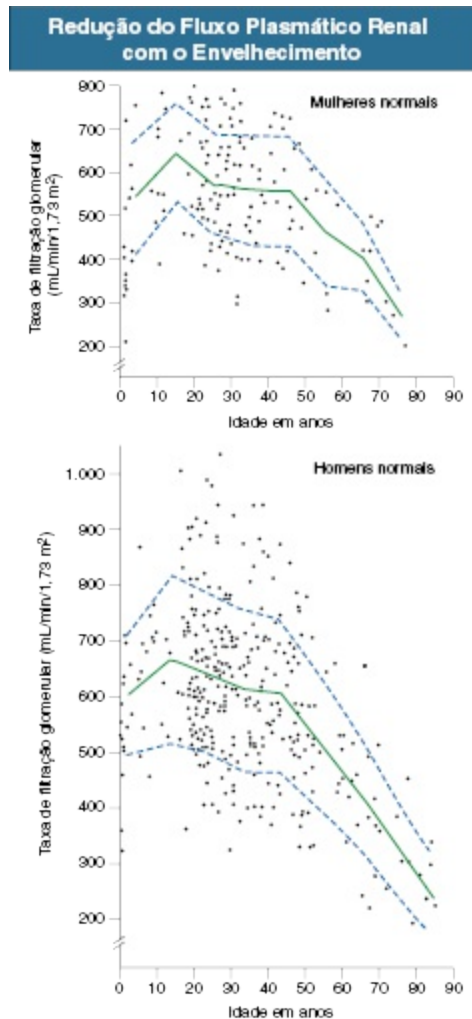 Redução do Fluxo Plasmático Renal
com o Envelhecimento
Mulheres normais
Taxa de filtração glomerular
(mL/min/1,73 m²)
800
700
600
500
400
300
200
0 10 20 30 40 50 60 70 80 90
Idade em anos
Homens normais
Taxa de filtração glomerular (mL/min/1,73 m²)
1.000
900
800
700
600
500
400
300
200
0 10 20 30 40 50 60 70 80 90
Idade em anos